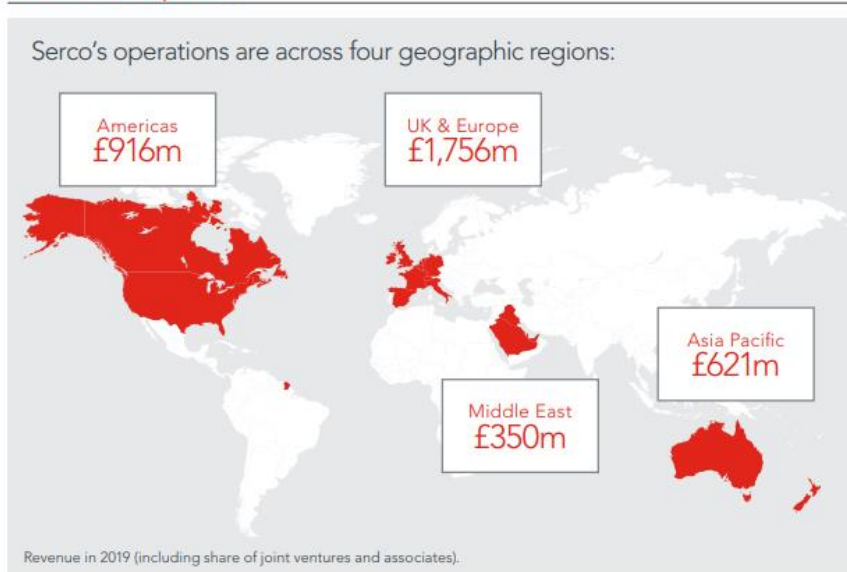 Serco's operations are across four geographic regions:
Americas
£916m
UK & Europe
£1,756m
Asia Pacific
£621m
Middle East
£350m
Revenue in 2019 (including share of joint ventures and associates).